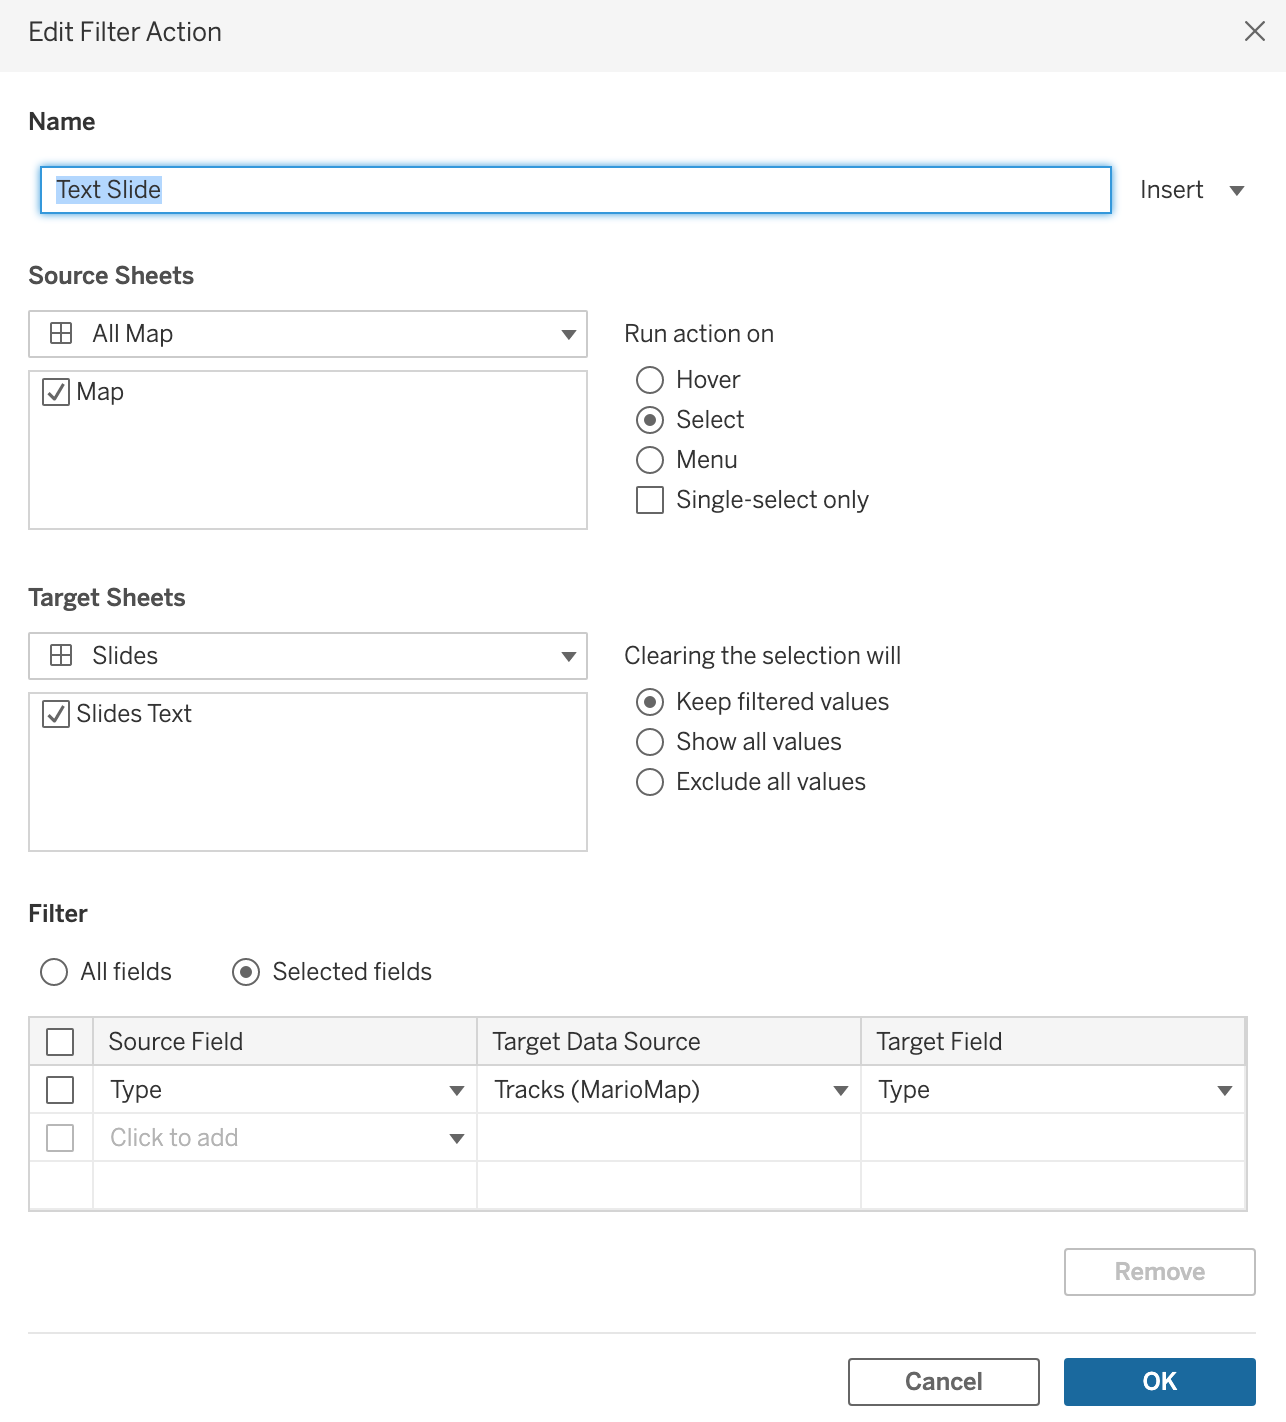 Edit Filter Action
Name
Text Slide
Insert
Source Sheets
All Map
Map
Run action on
Hover
Select
Menu
Single-select only
Target Sheets
Slides
Slides Text
Clearing the selection will
Keep filtered values
Show all values
Exclude all values
Filter
All fields Selected fields
Source Field Target Data Source Target Field
Type Tracks (MarioMap) Type
Click to add
Remove
Cancel OK